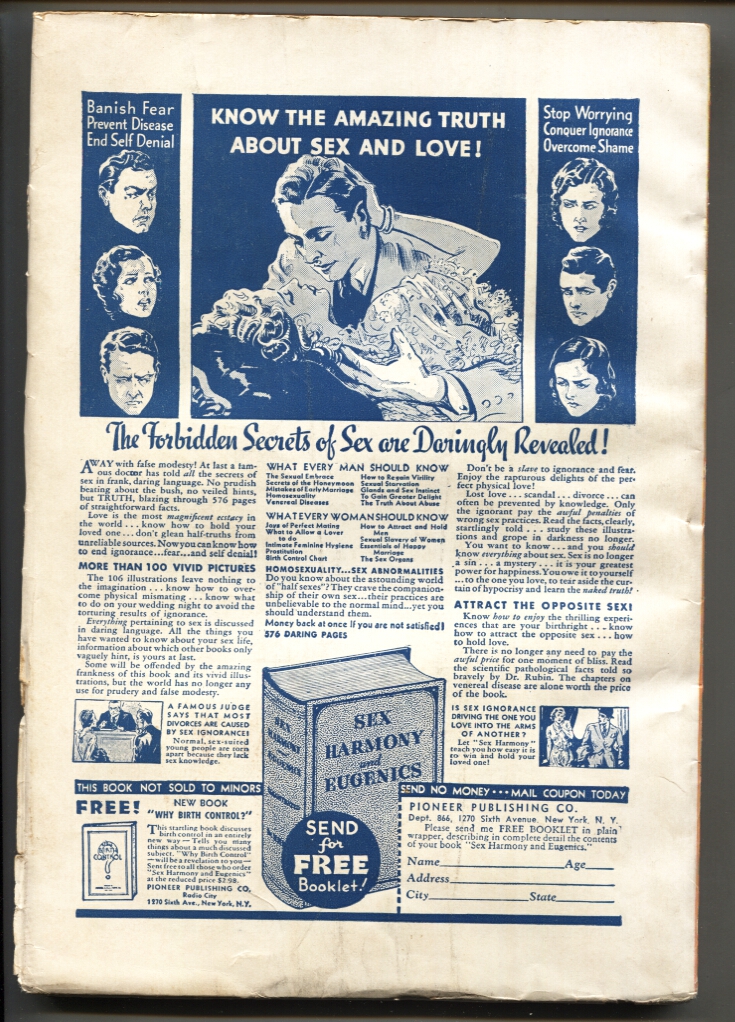 Banish Fear
Prevent Disease
End Self Denial
KNOW THE AMAZING TRUTH
ABOUT SEX AND LOVE!
Stop Worrying
Conquer Ignorance
Overcome Shame
The Forbidden Secrets of Sex are Daringly Revealed!
AWAY with false modesty! At last a fam-
ous doctor has told all the secrets of
sex in frank, daring language. No prudish
beating about the bush, no veiled hints,
but TRUTH, blazing through 576 pages
of straightforward facts.
Love is the most magnificent ecstacy in
the world . . . know how to hold your
loved one . . . don't glean half-truths from
unreliable sources. Now you can know how
to end ignorance...fear...and self denial!
MORE THAN 100 VIVID PICTURES
The 106 illustrations leave nothing to
the imagination . . . know how to over-
come physical mismating . . . know what
to do on your wedding night to avoid the
torturing results of ignorance.
Everything pertaining to sex is discussed
in daring language. All the things you
have wanted to know about your sex life,
information about which other books only
vaguely hint, is yours at last.
Some will be offended by the amazing
frankness of this book and its vivid illus-
trations, but the world has no longer any
use for prudery and false modesty.
A FAMOUS JUDGE
SAYS THAT MOST
DIVORCES ARE CAUSED
BY SEX IGNORANCE!
Normal, sex-suited
young people are torn
apart because they lack
sex knowledge.
WHAT EVERY MAN SHOULD KNOW
The Sexual Embrace
Secrets of the Honeymoon
Mistakes of Early Marriage
Homosexuality
Venereal Diseases
How to Regain Virility
Sexual Starvation
Glands and Sex Instinct
To Gain Greater Delight
The Truth About Abuse
WHAT EVERY WOMAN SHOULD KNOW
Joys of Perfect Mating
What to Allow a Lover
to do
Intimate Feminine Hygiene
Prostitution
Birth Control Chart
How to Attract and Hold
Men
Sexual Slavery of Women
Essentials of Happy
Marriage
The Sex Organs
HOMOSEXUALITY...SEX ABNORMALITIES
Do you know about the astounding world
of "half sexes"? They crave the companion-
ship of their own sex...their practices are
unbelievable to the normal mind...yet you
should understand them.
Money back at once if you are not satisfied!
576 DARING PAGES
Don't be a slave to ignorance and fear.
Enjoy the rapturous delights of the per-
fect physical love!
Lost love . . . scandal . . . divorce . . . can
often be prevented by knowledge. Only
the ignorant pay the awful penalties of
wrong sex practices. Read the facts, clearly,
startlingly told . . . study these illustra-
tions and grope in darkness no longer.
You want to know . . . and you should
know everything about sex. Sex is no longer
a sin . . . a mystery . . . it is your greatest
power for happiness. You owe it to yourself
. . . to the one you love, to tear aside the cur-
tain of hypocrisy and learn the naked truth!
ATTRACT THE OPPOSITE SEX!
Know how to enjoy the thrilling experi-
ences that are your birthright . . . know
how to attract the opposite sex . . . how
to hold love.
There is no longer any need to pay the
awful price for one moment of bliss. Read
the scientific pathological facts told so
bravely by Dr. Rubin. The chapters on
venereal disease are alone worth the price
of the book.
IS SEX IGNORANCE
DRIVING THE ONE YOU
LOVE INTO THE ARMS
OF ANOTHER?
Let "Sex Harmony"
teach you how easy it is
to win and hold your
loved one!
SEX
HARMONY
and
EUGENICS
SEX
HARMONY
and
EUGENICS
SEND
for
FREE
Booklet!
THIS BOOK NOT SOLD TO MINORS
FREE!
NEW BOOK
"WHY BIRTH CONTROL?"
BIRTH
CONTROL
?
This startling book discusses
birth control in an entirely
new way—Tells you many
things about a much discussed
subject. "Why Birth Control"
—will be a revelation to you—
Sent free to all those who order
"Sex Harmony and Eugenics"
at the reduced price $2.98.
PIONEER PUBLISHING CO.
Radio City
1270 Sixth Ave., New York, N.Y.
SEND NO MONEY • • • MAIL COUPON TODAY
PIONEER PUBLISHING CO.
Dept. 866, 1270 Sixth Avenue, New York, N. Y.
Please send me FREE BOOKLET in plain
wrapper, describing in complete detail the contents
of your book "Sex Harmony and Eugenics."
Name Age
Address
City State